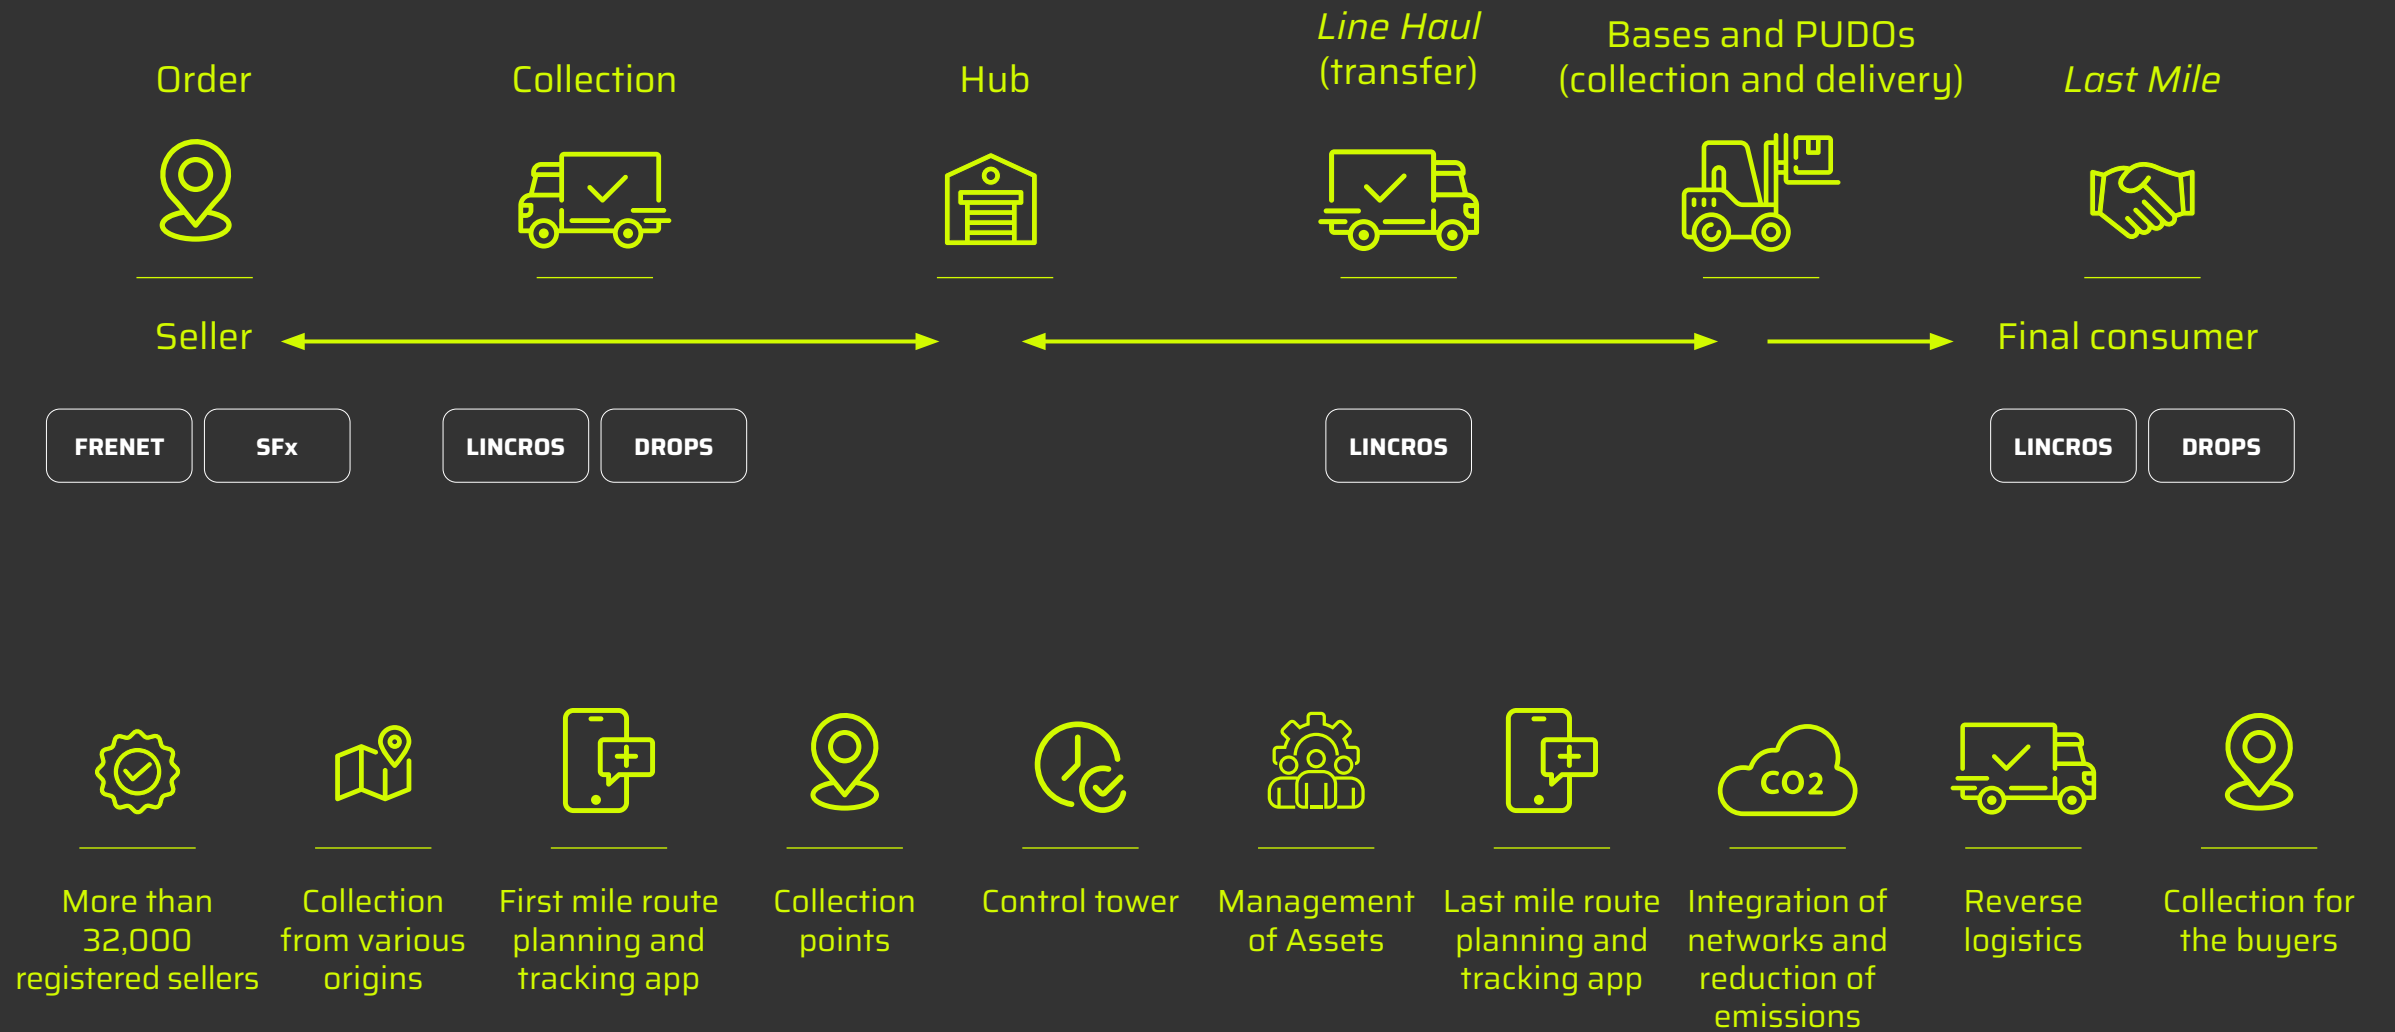 Order
Collection
Hub
Line Haul
(transfer)
Bases and PUDOs
(collection and delivery)
Last Mile
Seller
Final consumer
FRENET
SFx
LINCROS
DROPS
LINCROS
LINCROS
DROPS
CO2
More than
32,000
registered sellers
Collection
from various
origins
First mile route
planning and
tracking app
Collection
points
Control tower
Management
of Assets
Last mile route
planning and
tracking app
Integration of
networks and
reduction of
emissions
Reverse
logistics
Collection for
the buyers